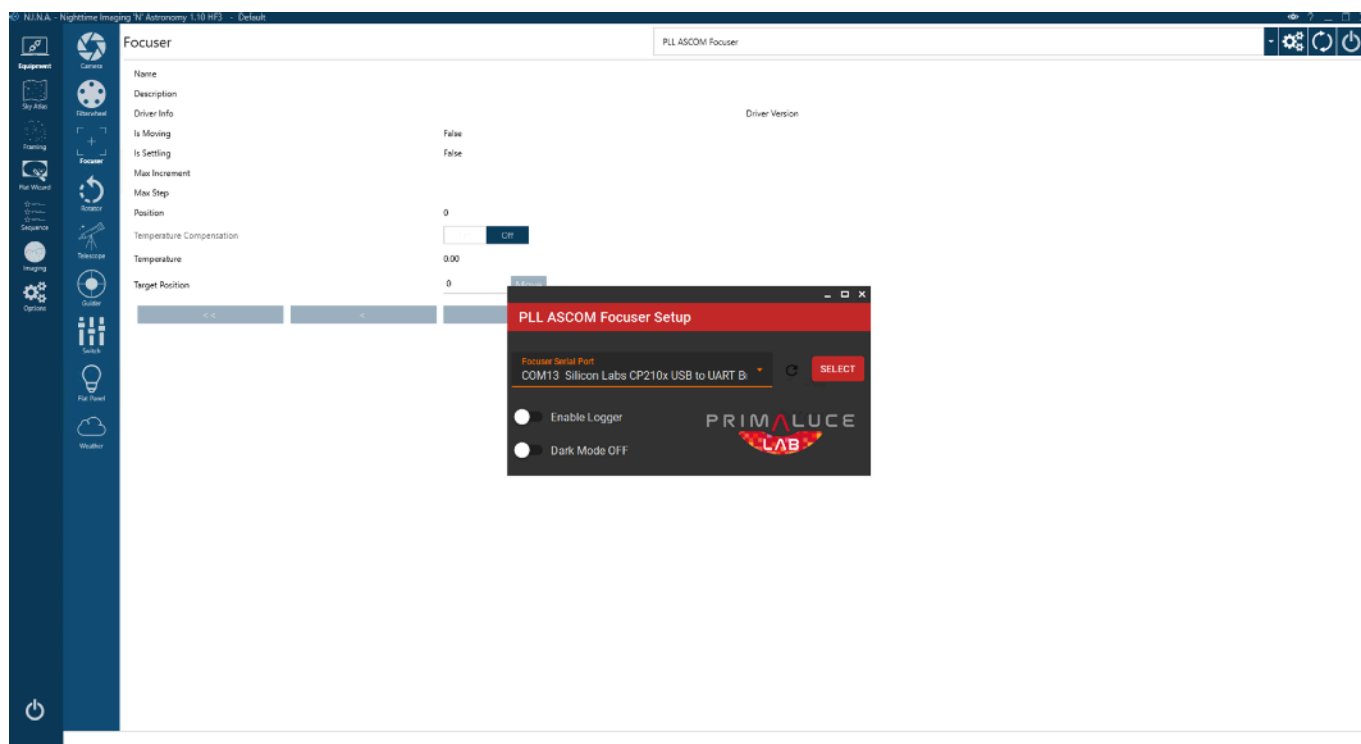 N.I.N.A. - Nighttime Imaging 'N' Astronomy 1.10 HF3 - Default
Equipment
Sky Atlas
Framing
Flat Wizard
Sequence
Imaging
Options
Camera
Filterwheel
Focuser
Rotator
Telescope
Guider
Switch
Flat Panel
Weather
Focuser
PLL ASCOM Focuser
Name
Description
Driver Info
Driver Version
Is Moving False
Is Settling False
Max Increment
Max Step
Position 0
Temperature Compensation Off
Temperature 0.00
Target Position 0
<< <
PLL ASCOM Focuser Setup
Focuser Serial Port
COM13 Silicon Labs CP210x USB to UART
SELECT
Enable Logger
Dark Mode OFF
PRIMALUCE
LAB